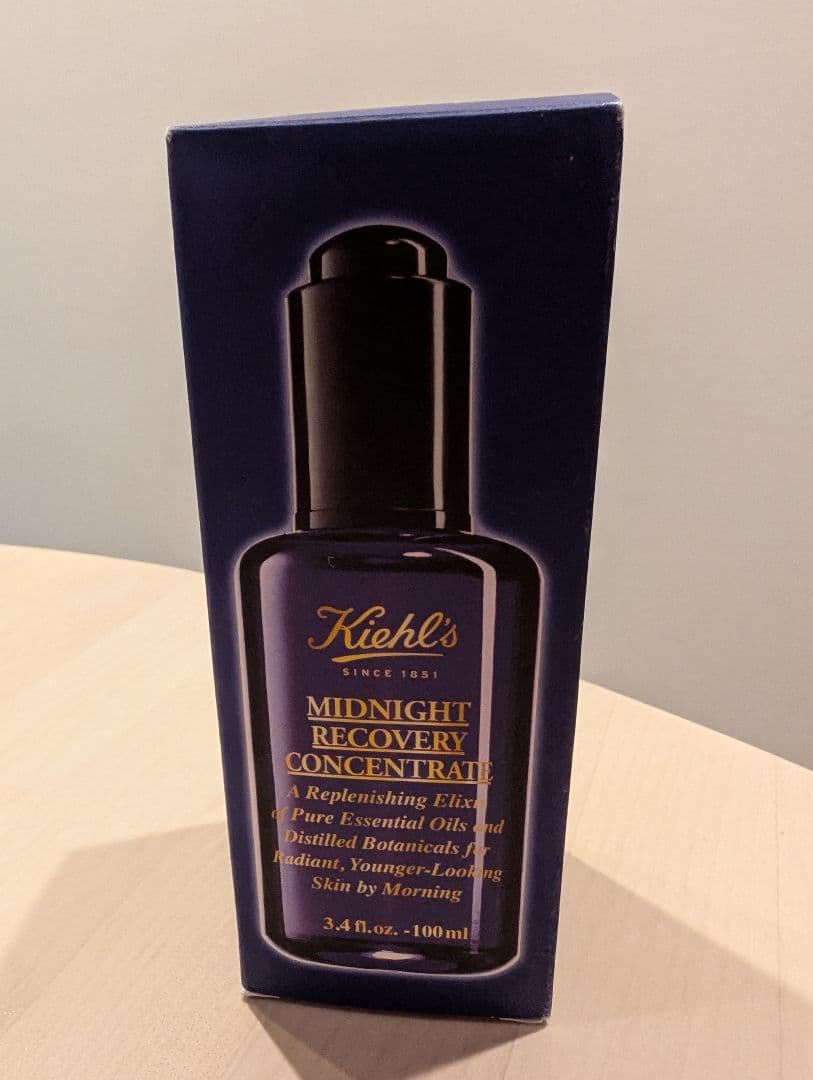 Kiehl's
SINCE 1851
MIDNIGHT
RECOVERY
CONCENTRATE
A Replenishing Elixir
of Pure Essential Oils and
Distilled Botanicals for
Radiant, Younger-Looking
Skin by Morning
3.4 fl. oz. - 100 ml